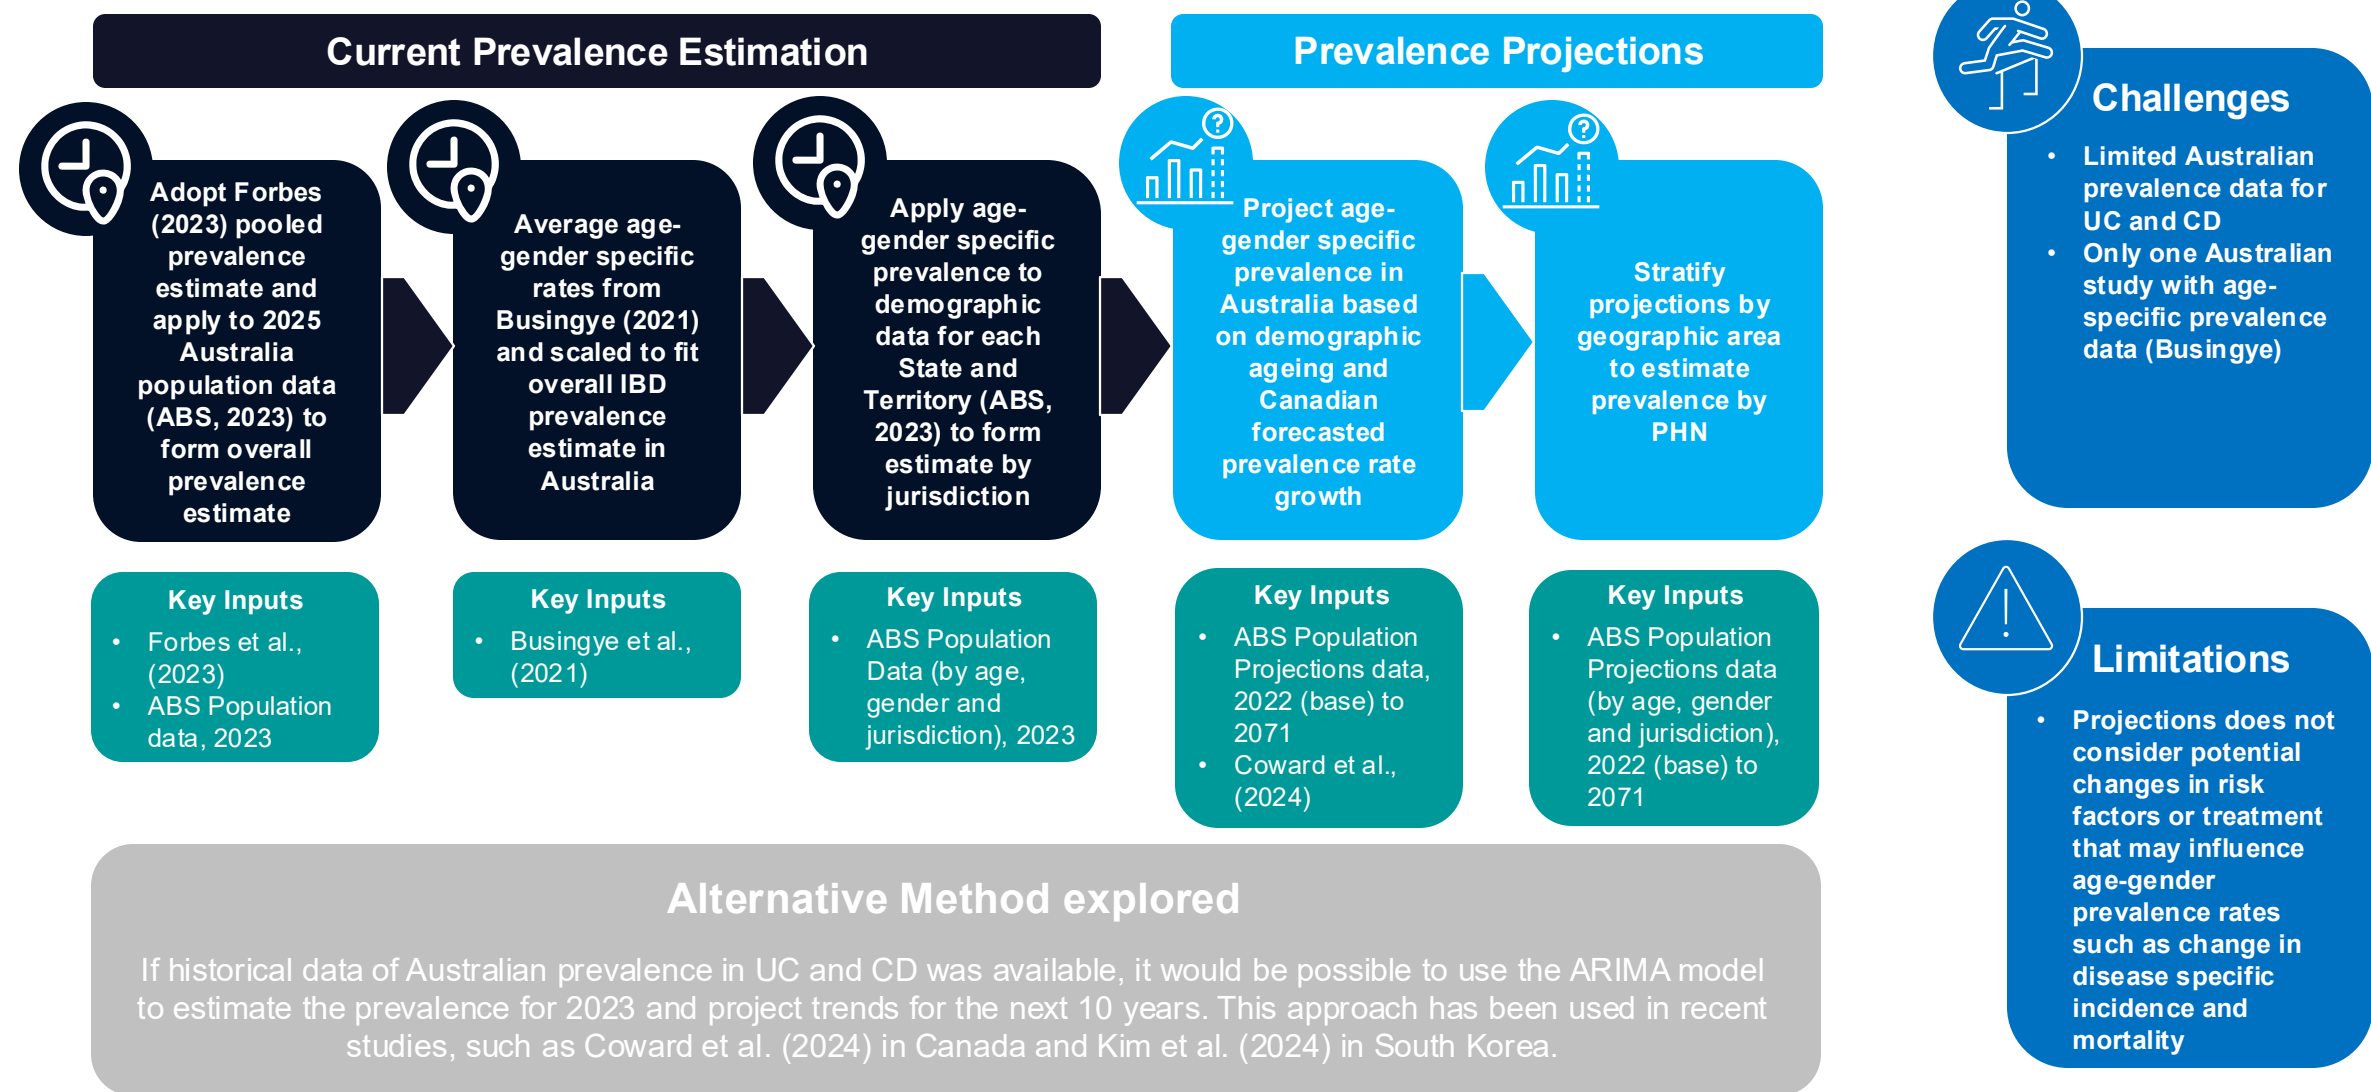 Current Prevalence Estimation
Adopt Forbes
(2023) pooled
prevalence
estimate and
apply to 2025
Australia
population data
(ABS, 2023) to
form overall
prevalence
estimate
Average age-
gender specific
rates from
Busingye (2021)
and scaled to fit
overall IBD
prevalence
estimate in
Australia
Apply age-
gender specific
prevalence to
demographic
data for each
State and
Territory (ABS,
2023) to form
estimate by
jurisdiction
Prevalence Projections
?
Project age-
gender specific
prevalence in
Australia based
on demographic
ageing and
Canadian
forecasted
prevalence rate
growth
?
Stratify
projections by
geographic area
to estimate
prevalence by
PHN
Key Inputs
• Forbes et al.,
(2023)
• ABS Population
data, 2023
Key Inputs
• Busingye et al.,
(2021)
Key Inputs
• ABS Population
Data (by age,
gender and
jurisdiction), 2023
Key Inputs
• ABS Population
Projections data,
2022 (base) to
2071
• Coward et al.,
(2024)
Key Inputs
• ABS Population
Projections data
(by age, gender
and jurisdiction),
2022 (base) to
2071
Alternative Method explored
If historical data of Australian prevalence in UC and CD was available, it would be possible to use the ARIMA model
to estimate the prevalence for 2023 and project trends for the next 10 years. This approach has been used in recent
studies, such as Coward et al. (2024) in Canada and Kim et al. (2024) in South Korea.
Challenges
• Limited Australian
prevalence data for
UC and CD
• Only one Australian
study with age-
specific prevalence
data (Busingye)
!
Limitations
• Projections does not
consider potential
changes in risk
factors or treatment
that may influence
age-gender
prevalence rates
such as change in
disease specific
incidence and
mortality